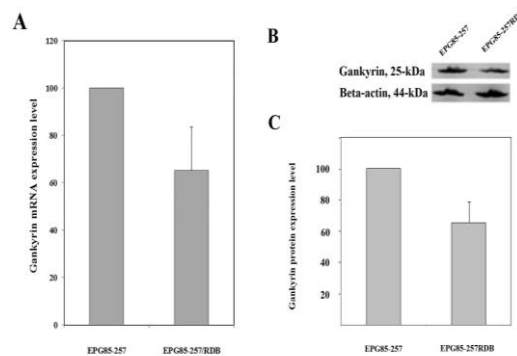 A
Gankyrin mRNA expression level
120
100
80
60
40
20
0
EPG85-257
EPG85-257/RDB
B
EPG85-257
EPG85-257RDB
Gankyrin, 25-kDa
Beta-actin, 44-kDa
C
Gankyrin protein expression level
100
80
60
40
20
EPG85-257
EPG85-257RDB